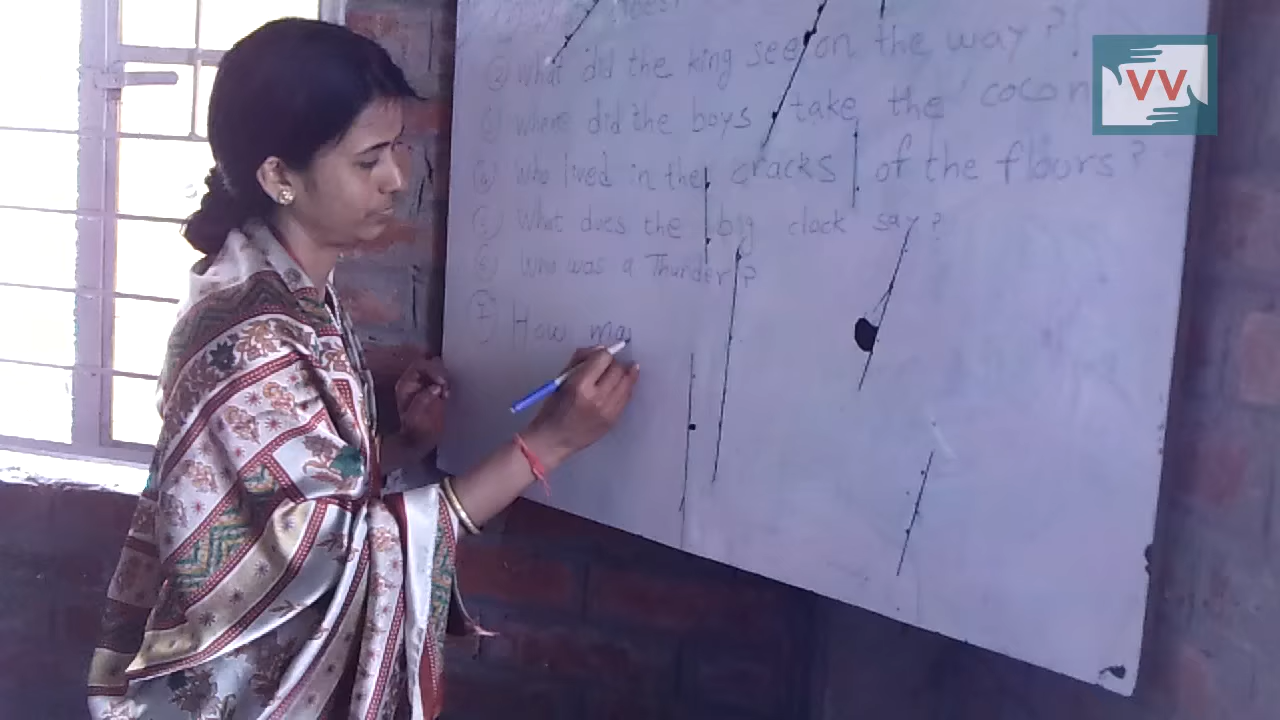 ② What did the king see on the way?
③ Where did the boys take the cocon
④ Who lived in the cracks of the floors?
⑤ What does the big clock say?
⑥ Who was a Thunder?
⑦ How ma
VV